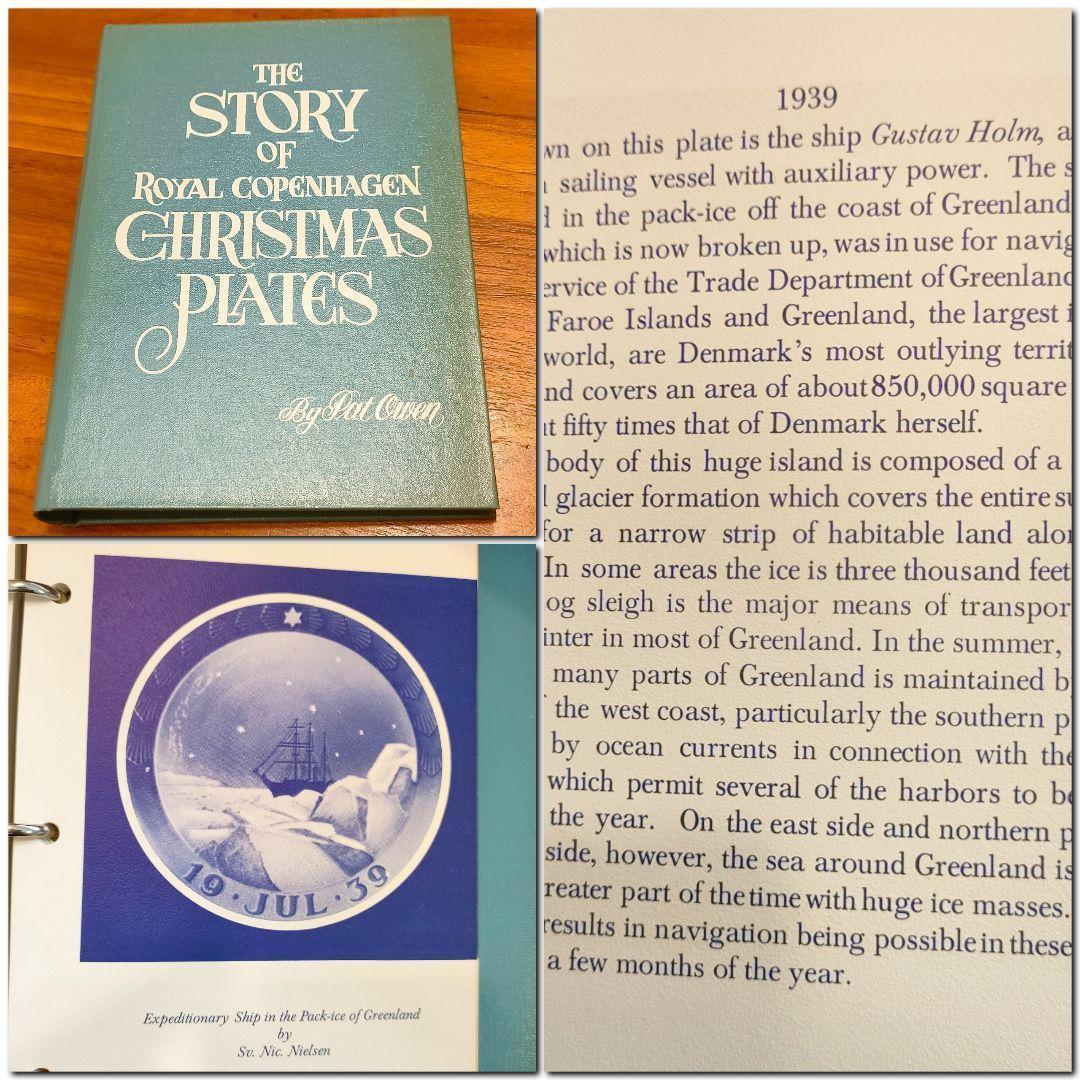 THE
STORY
OF
ROYAL COPENHAGEN
CHRISTMAS
PLATES
By Pat Owen
19·JUL·39
Expeditionary Ship in the Pack-ice of Greenland
by
Sv. Nic. Nielsen
1939
wn on this plate is the ship Gustav Holm, a
sailing vessel with auxiliary power. The s
in the pack-ice off the coast of Greenland
which is now broken up, was in use for navig
ervice of the Trade Department of Greenland
Faroe Islands and Greenland, the largest i
world, are Denmark's most outlying territ
nd covers an area of about 850,000 square
t fifty times that of Denmark herself.
body of this huge island is composed of a
glacier formation which covers the entire su
for a narrow strip of habitable land alon
In some areas the ice is three thousand feet
og sleigh is the major means of transpor
inter in most of Greenland. In the summer,
many parts of Greenland is maintained b
the west coast, particularly the southern p
by ocean currents in connection with the
which permit several of the harbors to be
the year. On the east side and northern p
side, however, the sea around Greenland is
reater part of the time with huge ice masses.
results in navigation being possible in these
a few months of the year.